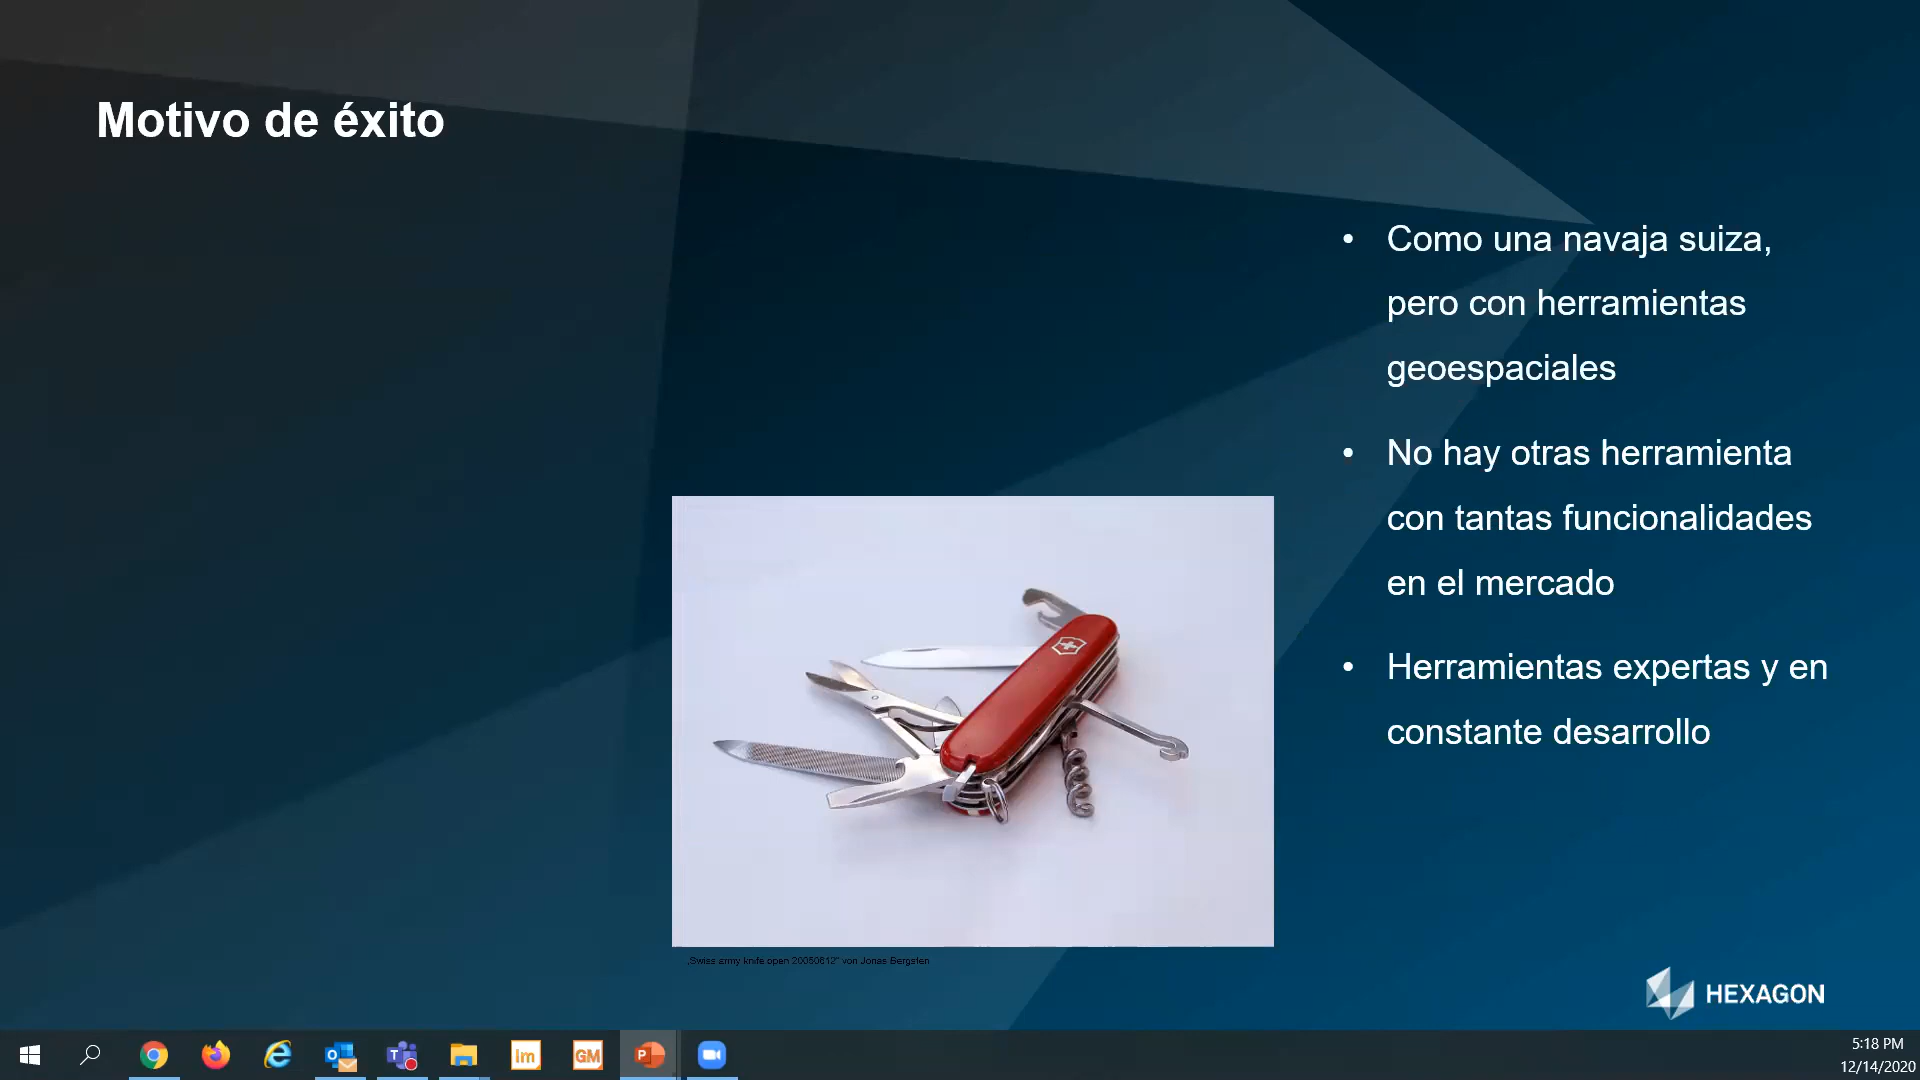 Motivo de éxito
• Como una navaja suiza,
pero con herramientas
geoespaciales
• No hay otras herramienta
con tantas funcionalidades
en el mercado
• Herramientas expertas y en
constante desarrollo
„Swiss army knife open 20050612“ von Jonas Bergsten
HEXAGON
Im
GM
5:18 PM
12/14/2020